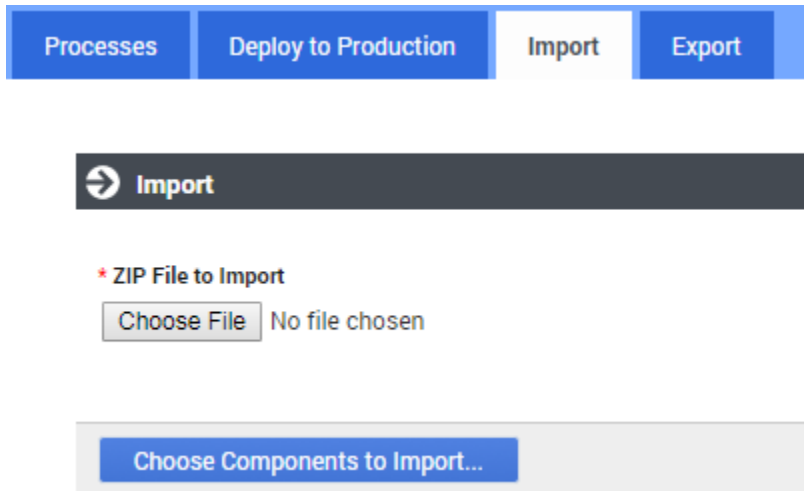 Processes Deploy to Production Import Export
Import
* ZIP File to Import
Choose File No file chosen
Choose Components to Import...